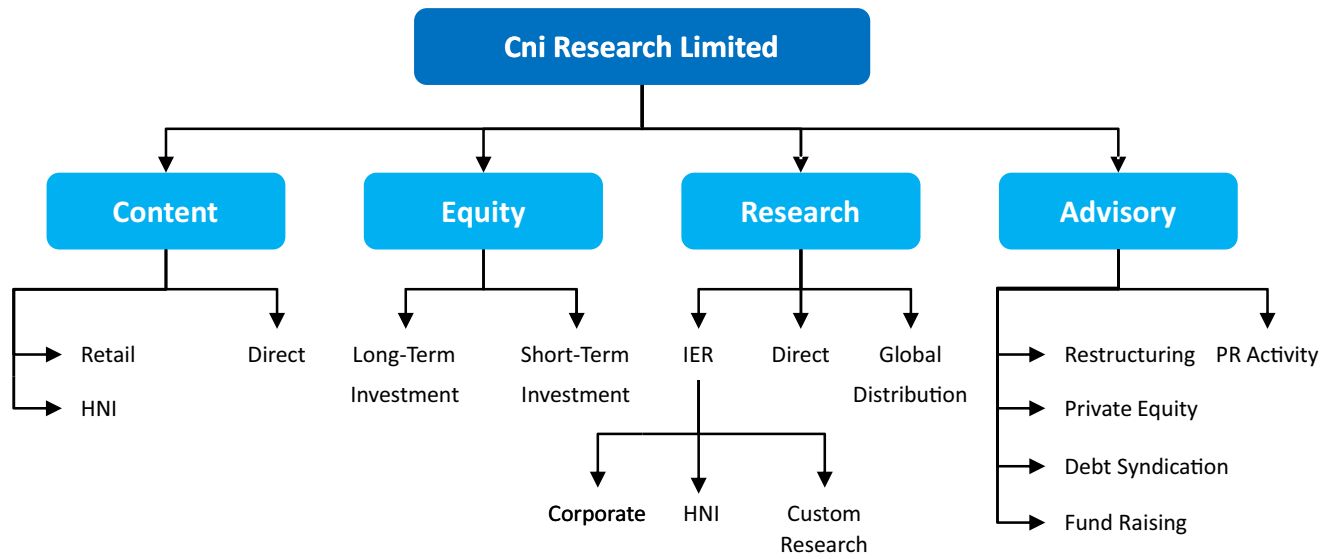 Cni Research Limited
Content
Equity
Research
Advisory
Retail
HNI
Direct
Long-Term
Investment
Short-Term
Investment
IER
Direct
Global
Distribution
Corporate
HNI
Custom
Research
Restructuring
Private Equity
Debt Syndication
Fund Raising
PR Activity